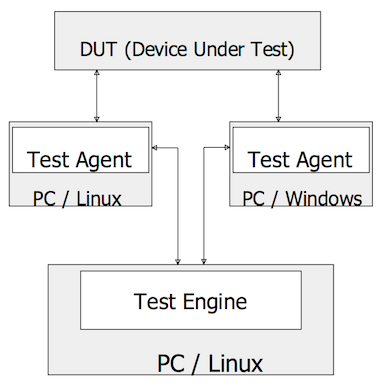 DUT (Device Under Test)
Test Agent
PC / Linux
Test Agent
PC / Windows
Test Engine
PC / Linux